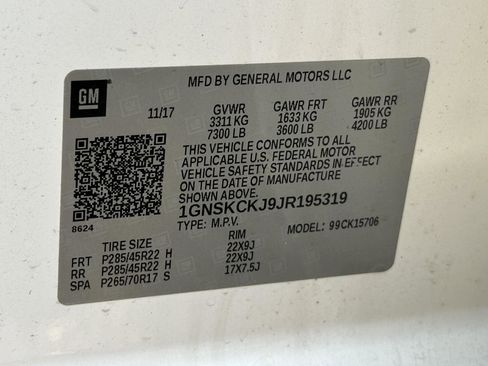 GM
MFD BY GENERAL MOTORS LLC
11/17 GVWR GAWR FRT GAWR RR
3311 KG 1633 KG 1905 KG
7300 LB 3600 LB 4200 LB
THIS VEHICLE CONFORMS TO ALL
APPLICABLE U.S. FEDERAL MOTOR
VEHICLE SAFETY STANDARDS IN EFFECT
ON THE DATE OF MANUFACTURE
SHOWN ABOVE.
1GNSKCKJ9JR195319
8624
TYPE: M.P.V. MODEL: 99CK15706
TIRE SIZE RIM
FRT P285/45R22 H 22X9J
RR P285/45R22 H 22X9J
SPA P265/70R17 S 17X7.5J